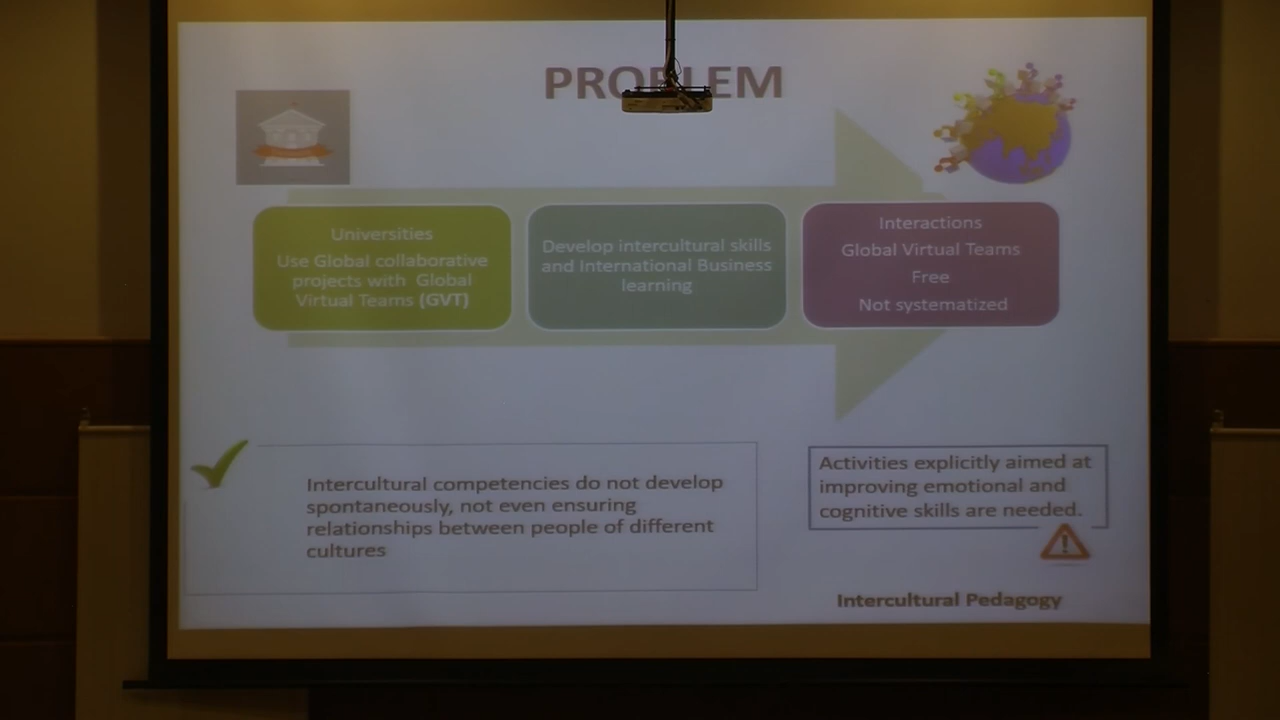 PROBLEM
Universities
Use Global collaborative
projects with Global
Virtual Teams (GVT)
Develop intercultural skills
and International Business
learning
Interactions
Global Virtual Teams
Free
Not systematized
Intercultural competencies do not develop
spontaneously, not even ensuring
relationships between people of different
cultures
Activities explicitly aimed at
improving emotional and
cognitive skills are needed.
Intercultural Pedagogy